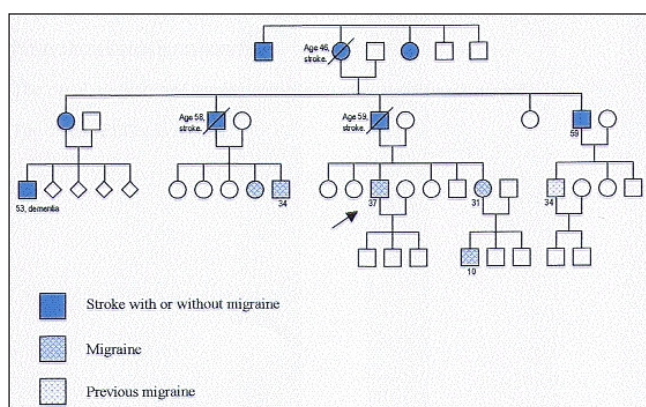 Age 46,
stroke.
Age 58,
stroke.
Age 59,
stroke.
59
53, dementia
34
37
31
34
10
Stroke with or without migraine
Migraine
Previous migraine